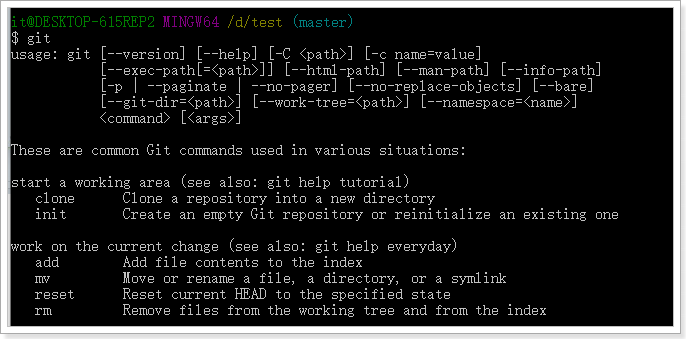 it@DESKTOP-615REP2 MINGW64 /d/test (master)
$ git
usage: git [--version] [--help] [-C <path>] [-c name=value]
           [--exec-path[=<path>]] [--html-path] [--man-path] [--info-path]
           [-p | --paginate | --no-pager] [--no-replace-objects] [--bare]
           [--git-dir=<path>] [--work-tree=<path>] [--namespace=<name>]
           <command> [<args>]

These are common Git commands used in various situations:

start a working area (see also: git help tutorial)
   clone      Clone a repository into a new directory
   init       Create an empty Git repository or reinitialize an existing one

work on the current change (see also: git help everyday)
   add        Add file contents to the index
   mv         Move or rename a file, a directory, or a symlink
   reset      Reset current HEAD to the specified state
   rm         Remove files from the working tree and from the index